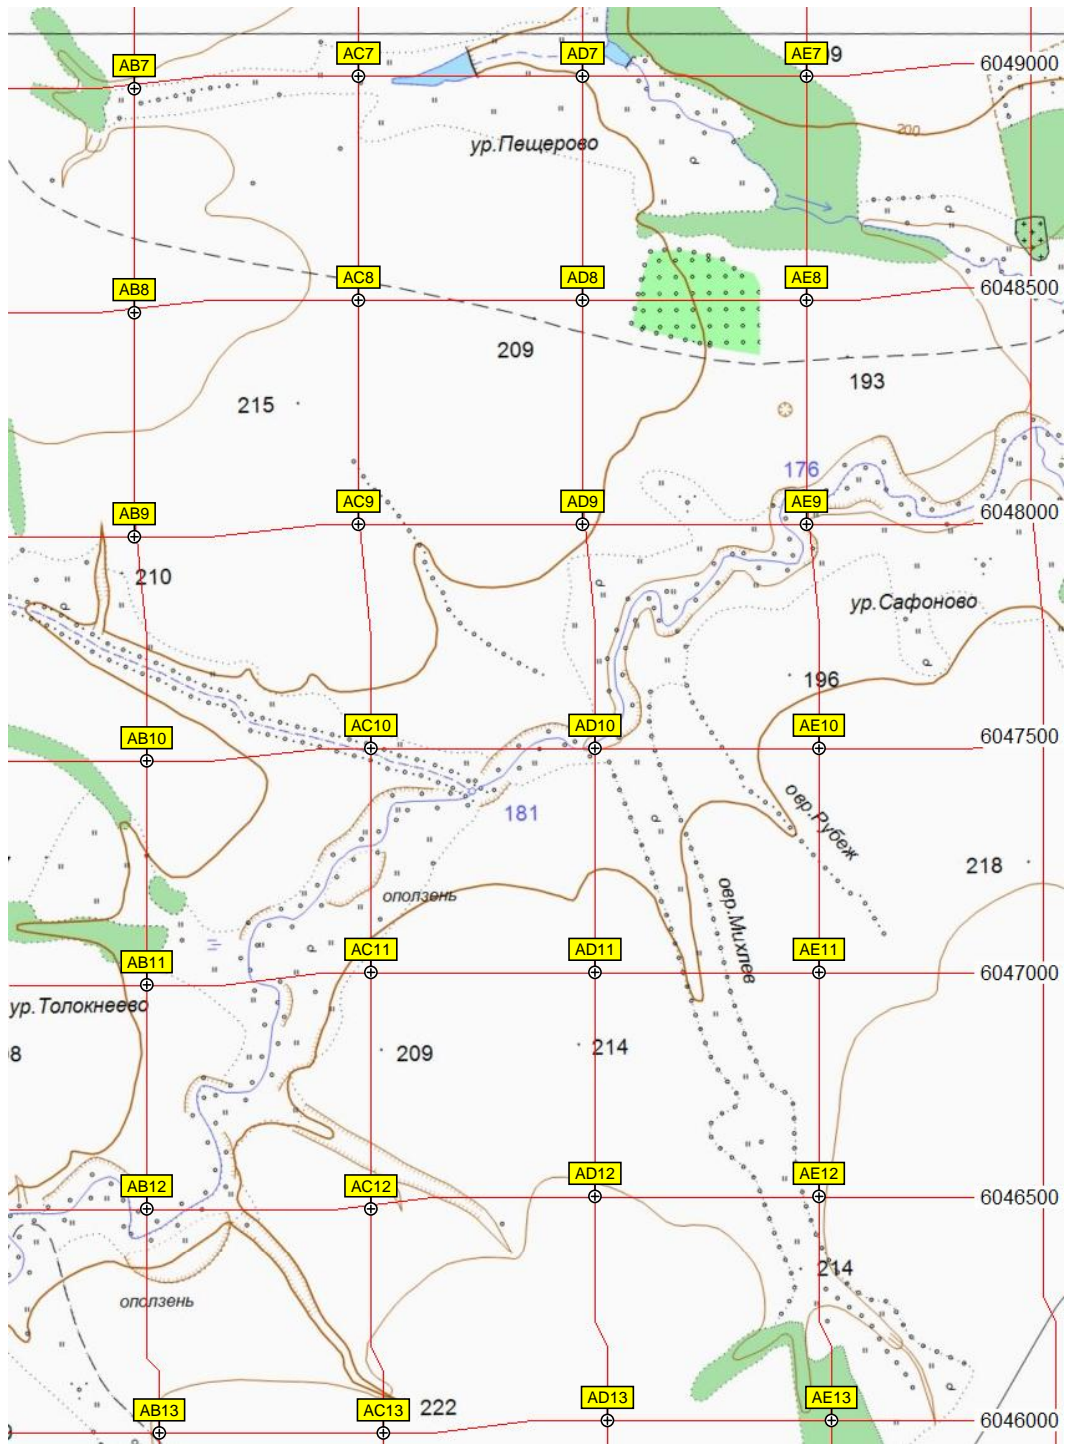 AB7 AC7 AD7 AE7 9 6049000
200
ур.Пещерово
AB8 AC8 AD8 AE8 6048500
209
193
215
176
AB9 AC9 AD9 AE9 6048000
210
ур.Сафоново
196
AB10 AC10 AD10 AE10 6047500
181
овр.Рубеж
218
оползень
овр.Михлев
AB11 AC11 AD11 AE11 6047000
ур.Толокнеево
8 209 214
AB12 AC12 AD12 AE12 6046500
214
оползень
AB13 AC13 222 AD13 AE13 6046000